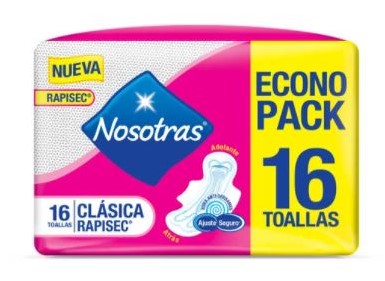 NUEVA
RAPISEC®
Nosotras®
ECONO
PACK
16
TOALLAS
Adelante
Ajuste Seguro®
Atrás
16
TOALLAS
CLÁSICA
RAPISEC®